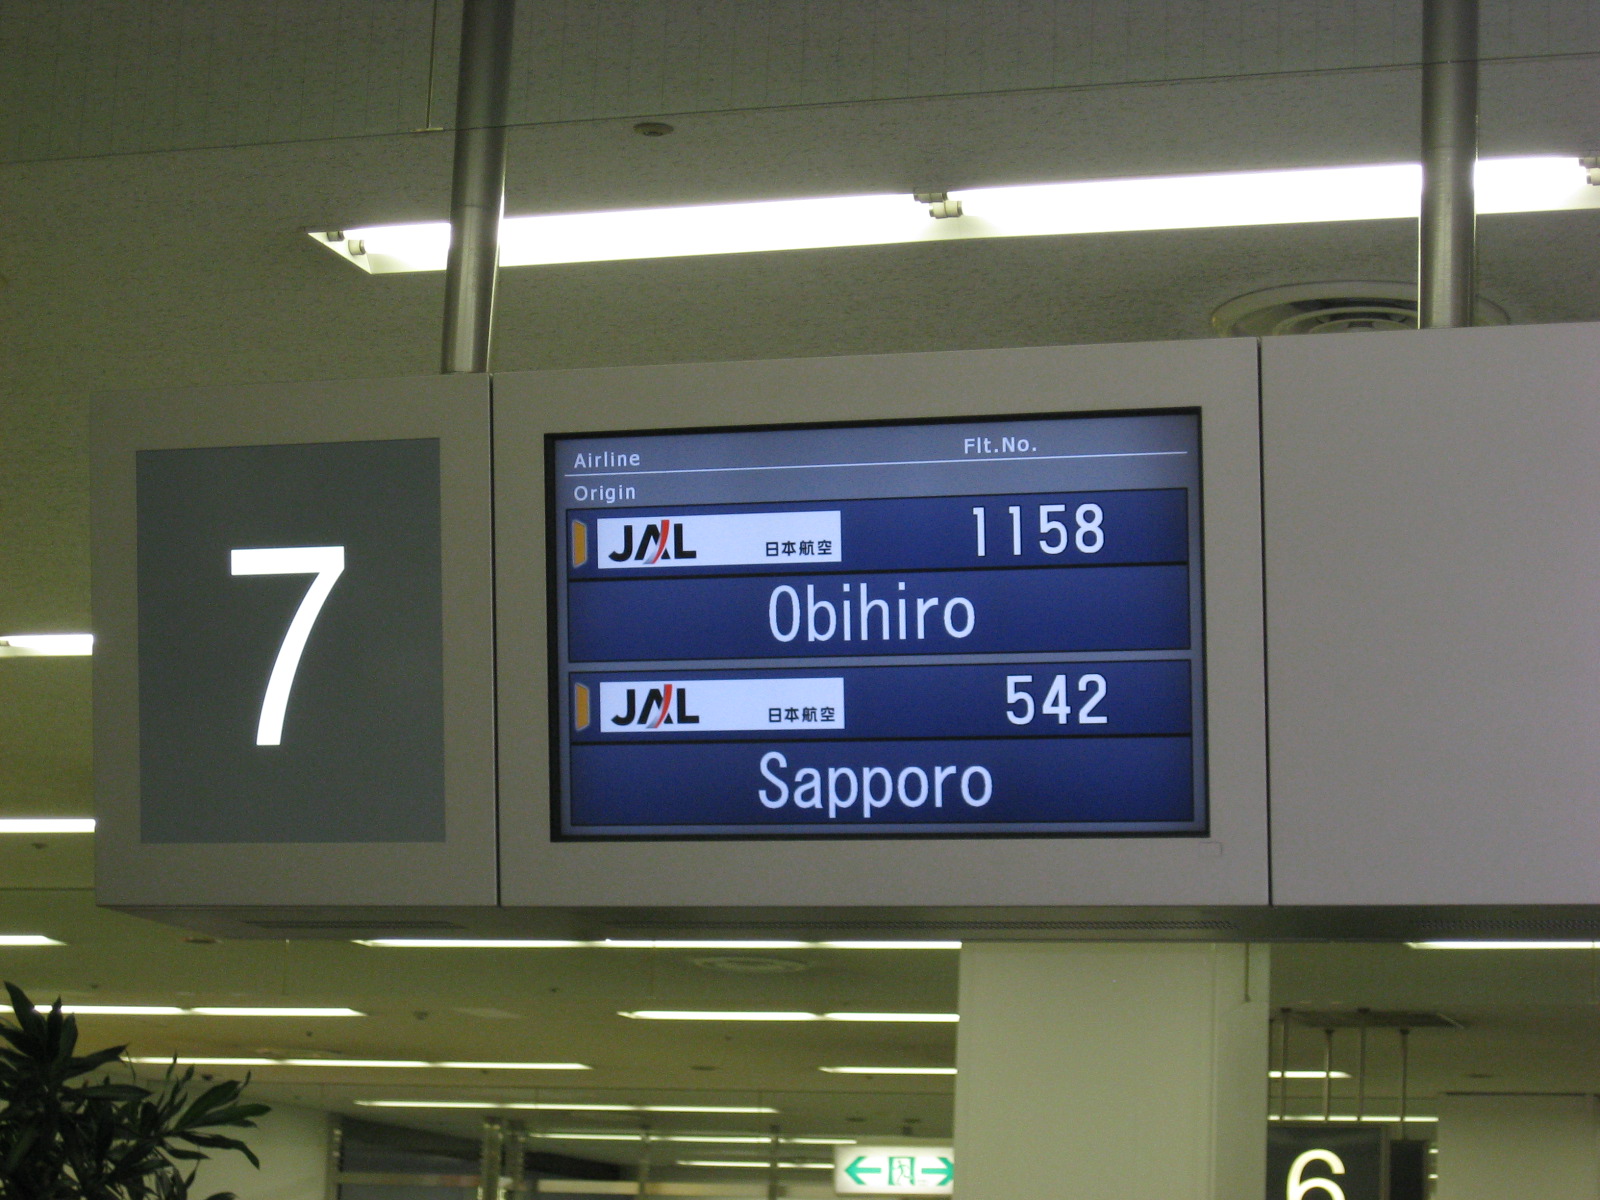 7
Airline Flt.No.
Origin
JAL 日本航空 1158
Obihiro
JAL 日本航空 542
Sapporo
6